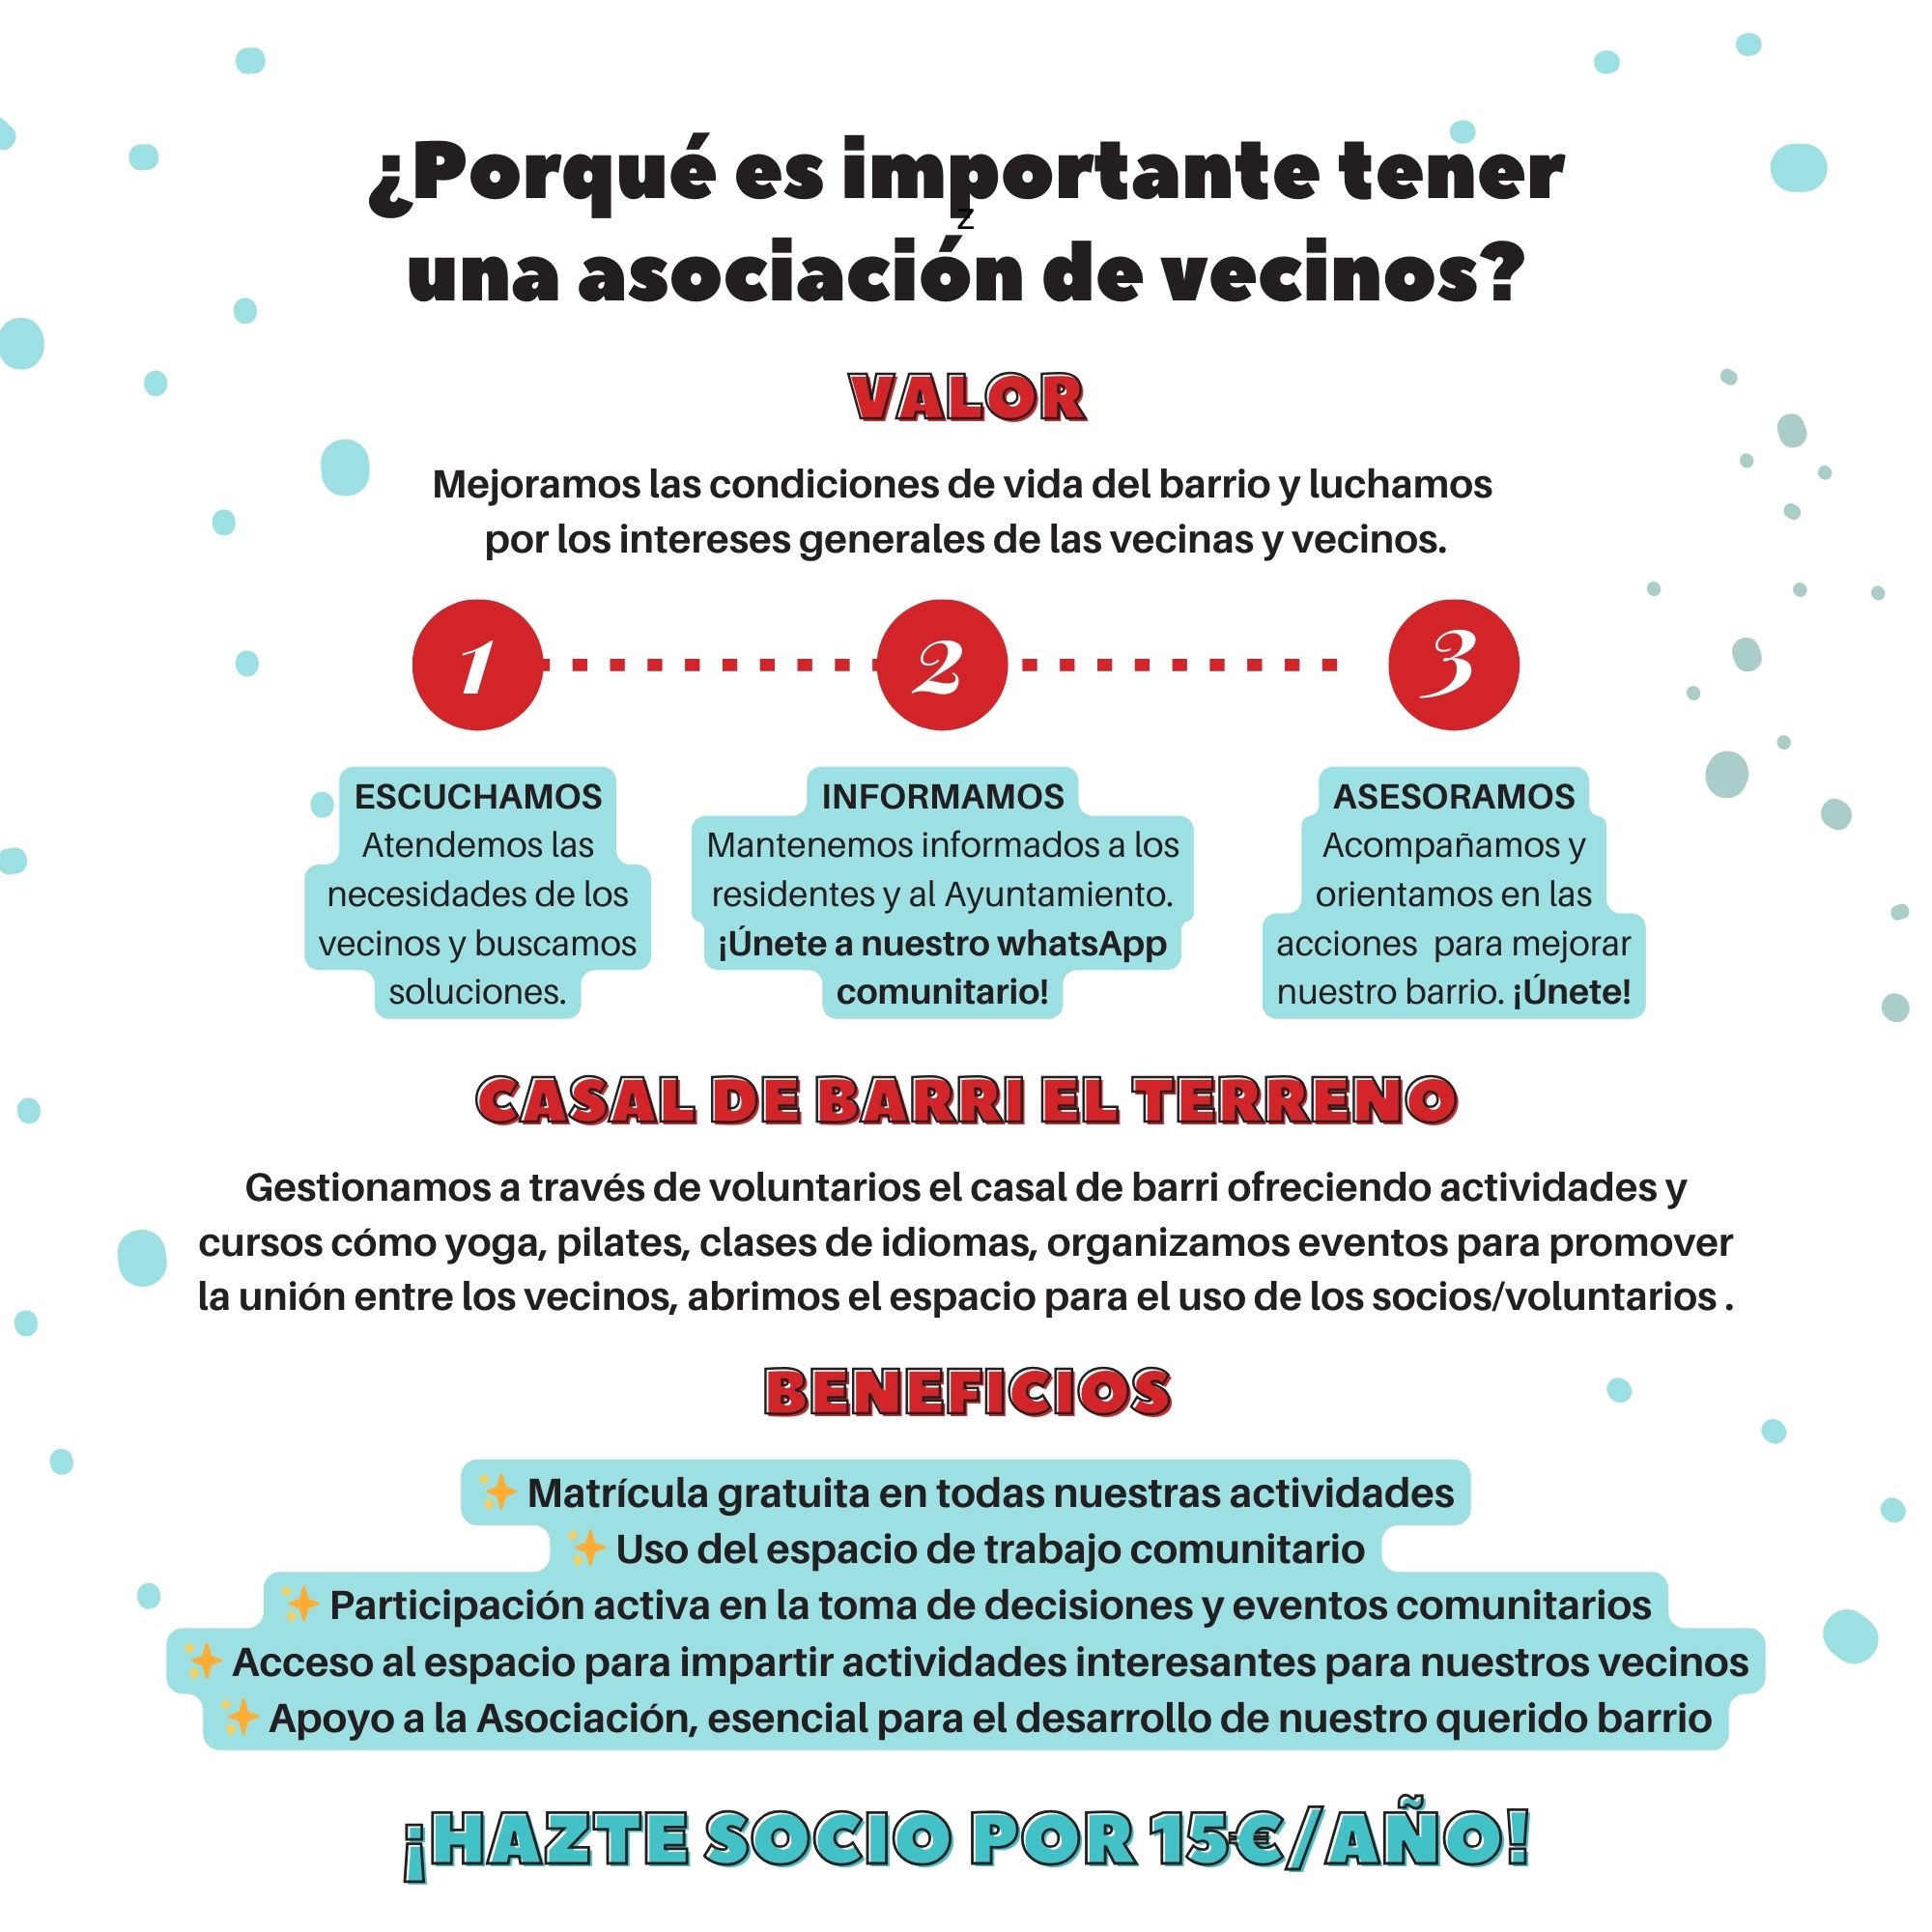 ¿Porqué es importante tener
z
una asociación de vecinos?
VALOR
Mejoramos las condiciones de vida del barrio y luchamos
por los intereses generales de las vecinas y vecinos.
1
2
3
ESCUCHAMOS
Atendemos las
necesidades de los
vecinos y buscamos
soluciones.
INFORMAMOS
Mantenemos informados a los
residentes y al Ayuntamiento.
¡Únete a nuestro whatsApp
comunitario!
ASESORAMOS
Acompañamos y
orientamos en las
acciones  para mejorar
nuestro barrio. ¡Únete!
CASAL DE BARRI EL TERRENO
Gestionamos a través de voluntarios el casal de barri ofreciendo actividades y
cursos cómo yoga, pilates, clases de idiomas, organizamos eventos para promover
la unión entre los vecinos, abrimos el espacio para el uso de los socios/voluntarios .
BENEFICIOS
✨ Matrícula gratuita en todas nuestras actividades
✨ Uso del espacio de trabajo comunitario
✨ Participación activa en la toma de decisiones y eventos comunitarios
✨ Acceso al espacio para impartir actividades interesantes para nuestros vecinos
✨ Apoyo a la Asociación, esencial para el desarrollo de nuestro querido barrio
¡HAZTE SOCIO POR 15€/AÑO!